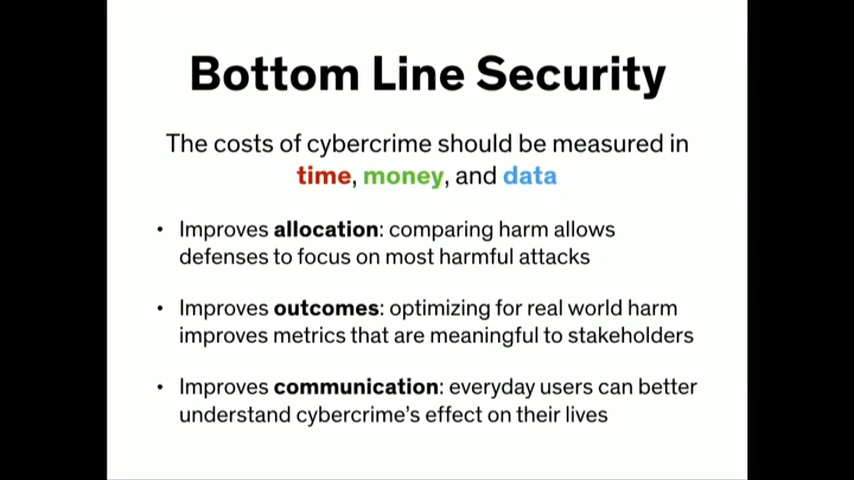 Bottom Line Security
The costs of cybercrime should be measured in
time, money, and data
• Improves allocation: comparing harm allows
defenses to focus on most harmful attacks
• Improves outcomes: optimizing for real world harm
improves metrics that are meaningful to stakeholders
• Improves communication: everyday users can better
understand cybercrime's effect on their lives